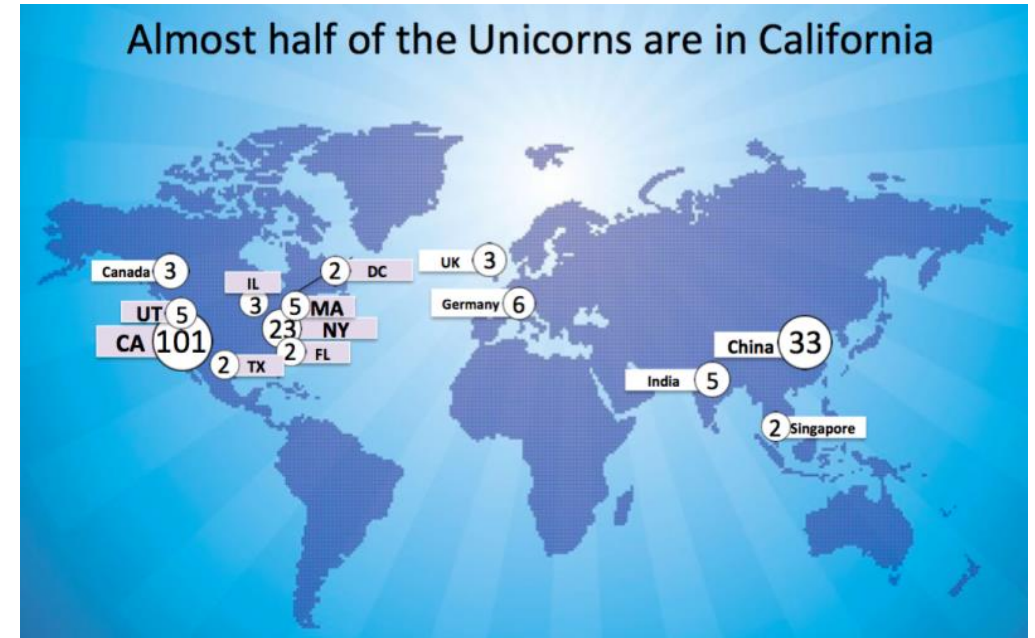 Almost half of the Unicorns are in California
Canada 3
IL
3
2 DC
UT 5
5 MA
CA 101
23 NY
2 FL
2 TX
UK 3
Germany 6
China 33
India 5
2 Singapore